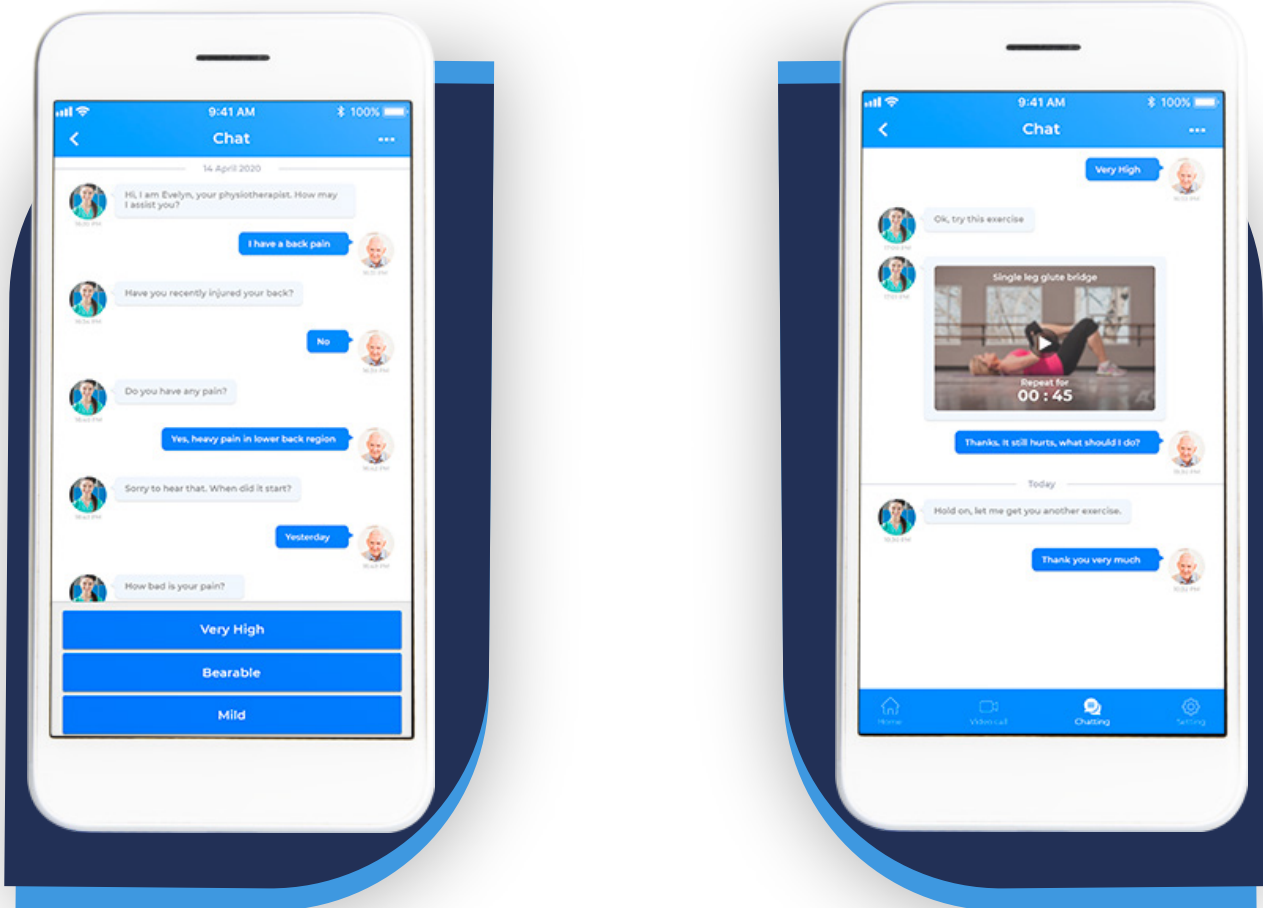 9:41 AM
100%
Chat
14 April 2020
Hi, I am Evelyn, your physiotherapist. How may
I assist you?
I have a back pain
Have you recently injured your back?
No
Do you have any pain?
Yes, heavy pain in lower back region
Sorry to hear that. When did it start?
Yesterday
How bad is your pain?
Very High
Bearable
Mild
9:41 AM
100%
Chat
Very High
Ok, try this exercise
Single leg glute bridge
Repeat for
00 : 45
Thanks. It still hurts, what should I do?
Today
Hold on, let me get you another exercise.
Thank you very much
Home
Video call
Chatting
Setting